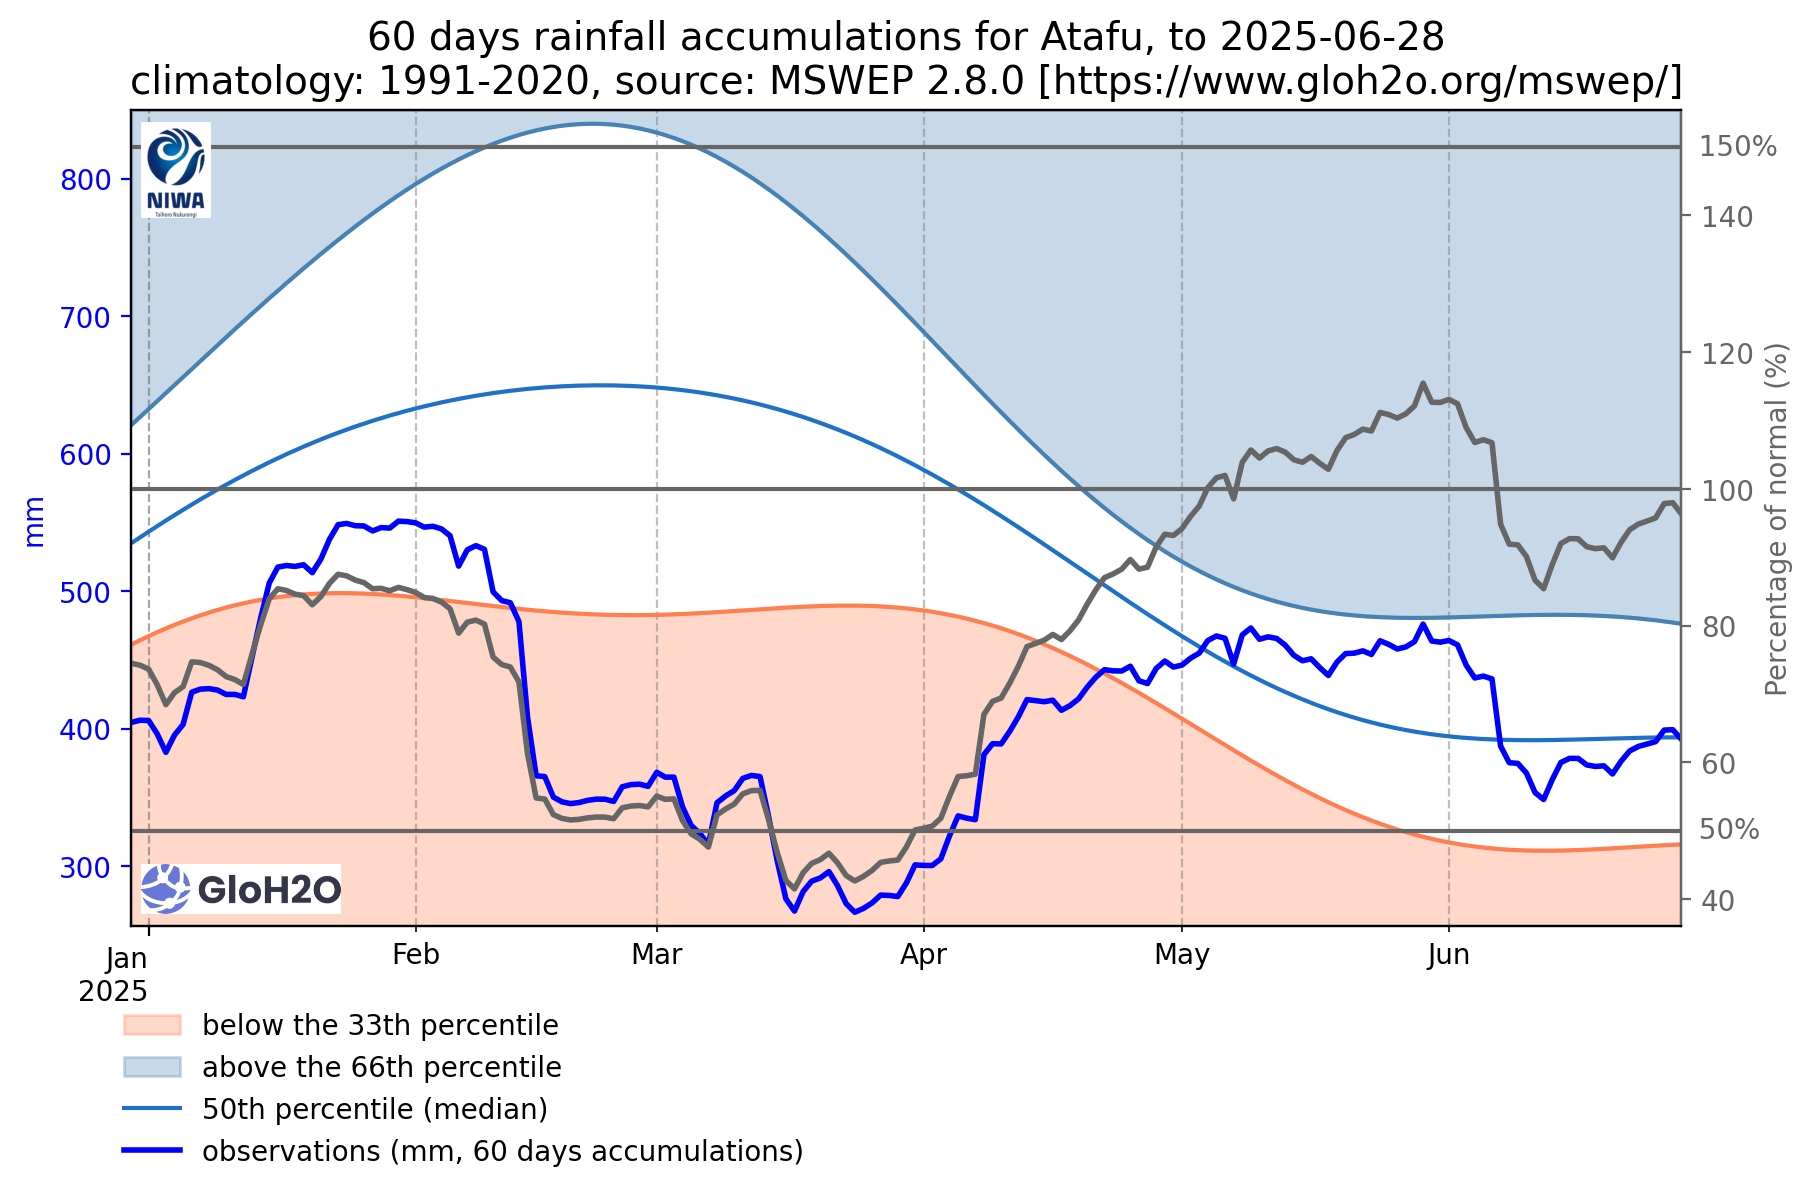 60 days rainfall accumulations for Atafu, to 2025-06-28
climatology: 1991-2020, source: MSWEP 2.8.0 [https://www.gloh2o.org/mswep/]
NIWA
Taihoro Nukurangi
800
700
600
500
400
300
mm
150%
140
120
100
80
60
50%
40
Percentage of normal (%)
GloH2O
Jan
2025
Feb
Mar
Apr
May
Jun
below the 33th percentile
above the 66th percentile
50th percentile (median)
observations (mm, 60 days accumulations)